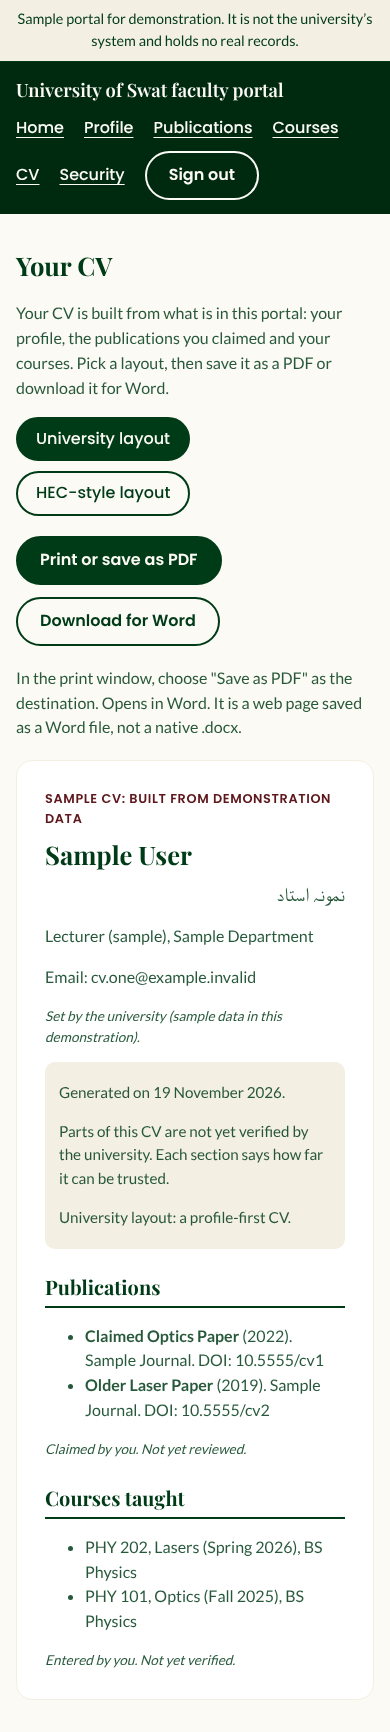 Sample portal for demonstration. It is not the university’s
system and holds no real records.
University of Swat faculty portal
Home Profile Publications Courses
CV Security Sign out
Your CV
Your CV is built from what is in this portal: your
profile, the publications you claimed and your
courses. Pick a layout, then save it as a PDF or
download it for Word.
University layout
HEC-style layout
Print or save as PDF
Download for Word
In the print window, choose "Save as PDF" as the
destination. Opens in Word. It is a web page saved
as a Word file, not a native .docx.
SAMPLE CV: BUILT FROM DEMONSTRATION
DATA
Sample User
نمونہ استاد
Lecturer (sample), Sample Department
Email: cv.one@example.invalid
Set by the university (sample data in this
demonstration).
Generated on 19 November 2026.
Parts of this CV are not yet verified by
the university. Each section says how far
it can be trusted.
University layout: a profile-first CV.
Publications
• Claimed Optics Paper (2022).
Sample Journal. DOI: 10.5555/cv1
• Older Laser Paper (2019). Sample
Journal. DOI: 10.5555/cv2
Claimed by you. Not yet reviewed.
Courses taught
• PHY 202, Lasers (Spring 2026), BS
Physics
• PHY 101, Optics (Fall 2025), BS
Physics
Entered by you. Not yet verified.